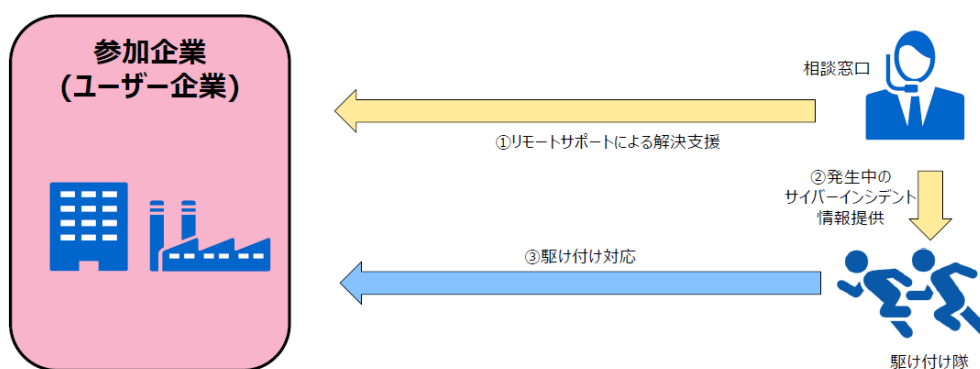 参加企業
(ユーザー企業)
相談窓口
①リモートサポートによる解決支援
②発生中の
サイバーインシデント
情報提供
③駆け付け対応
駆け付け隊